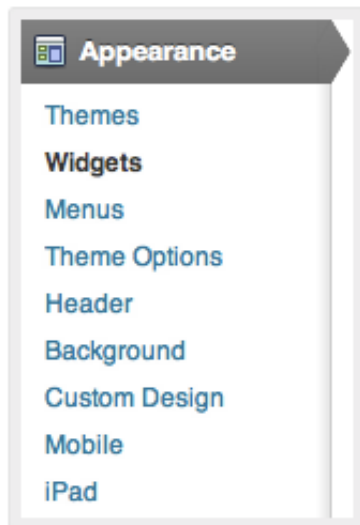 Appearance
Themes
Widgets
Menus
Theme Options
Header
Background
Custom Design
Mobile
iPad